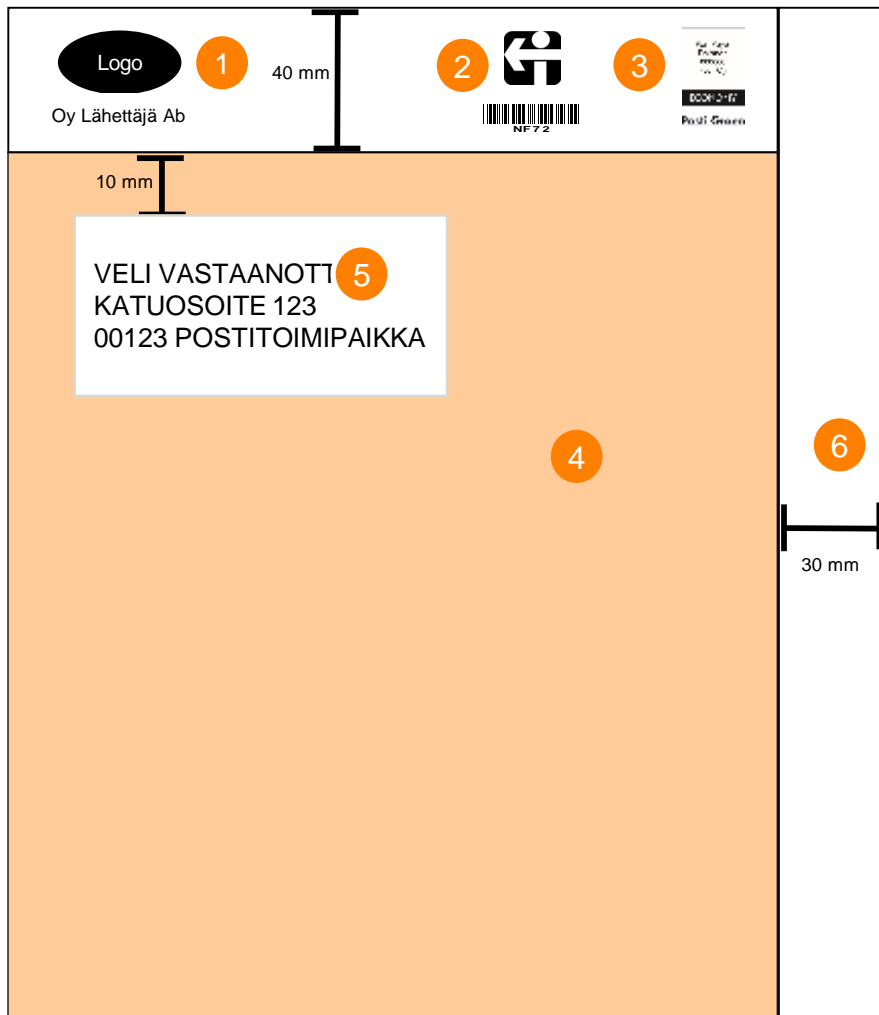 Logo
1
Oy Lähettäjä Ab
40 mm
2
NF72
3
ECONOMY
Posti Green
10 mm
VELI VASTAANOTT
5
KATUOSOITE 123
00123 POSTITOIMIPAIKKA
4
6
30 mm